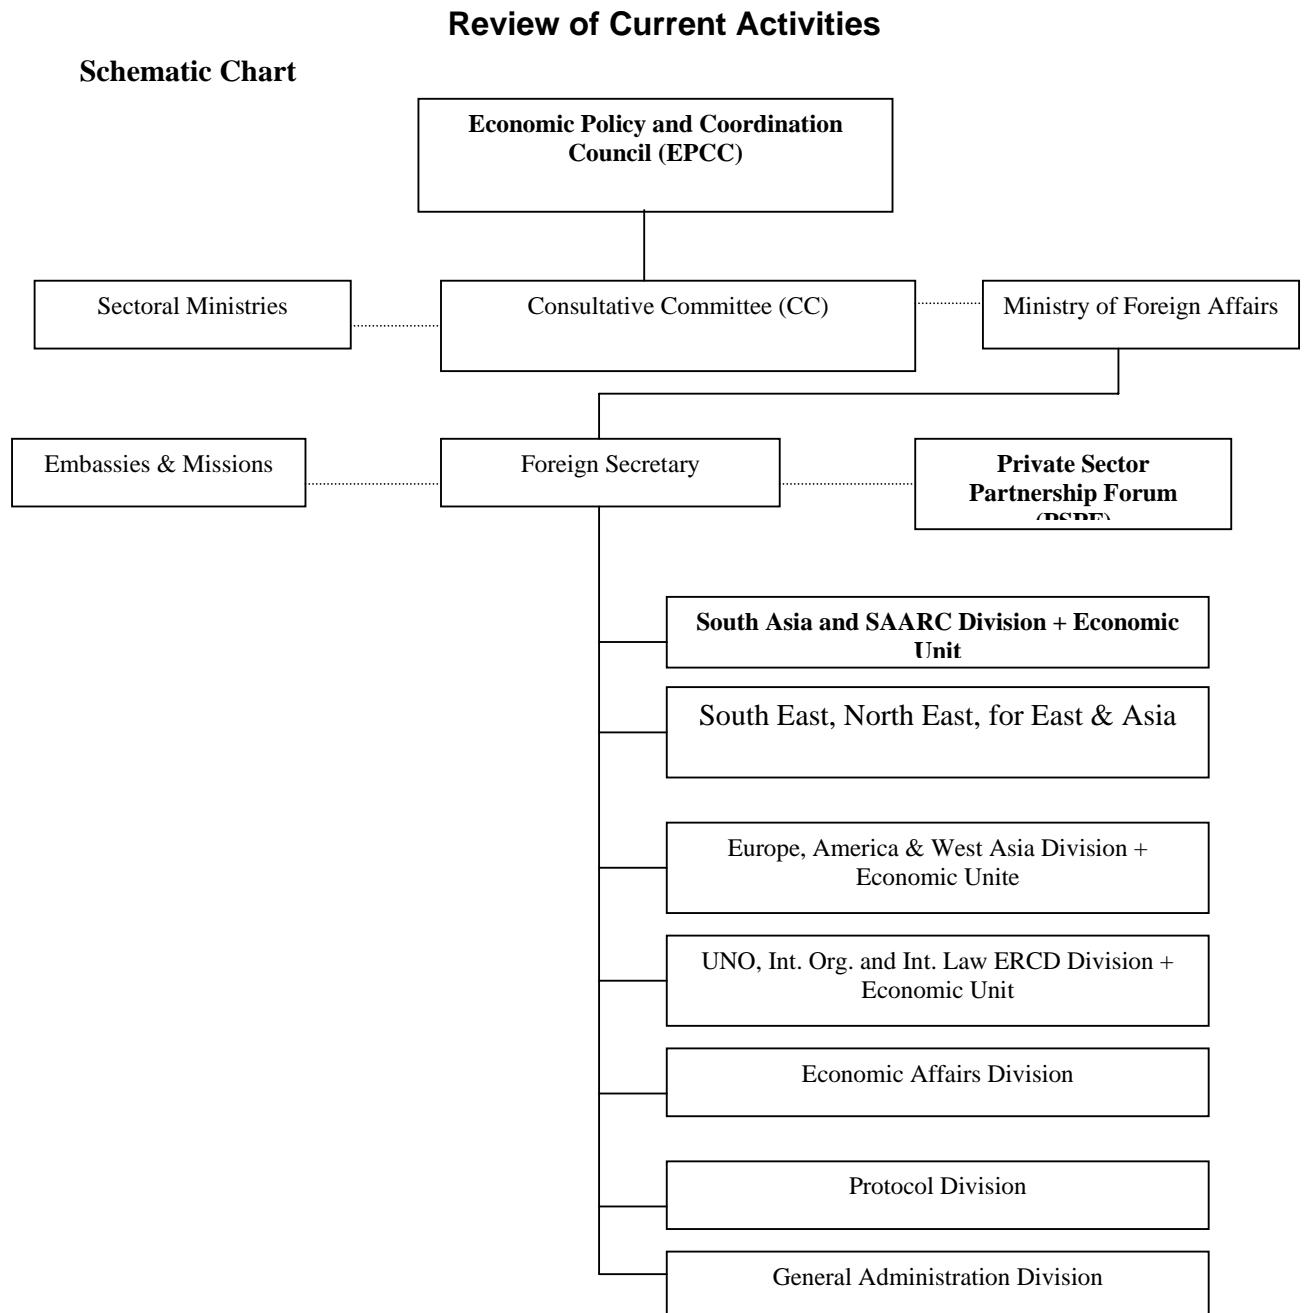 Review of Current Activities
Schematic Chart
Economic Policy and Coordination
Council (EPCC)
Sectoral Ministries
Consultative Committee (CC)
Ministry of Foreign Affairs
Embassies & Missions
Foreign Secretary
Private Sector
Partnership Forum
(PSPF)
South Asia and SAARC Division + Economic
Unit
South East, North East, for East & Asia
Europe, America & West Asia Division +
Economic Unite
UNO, Int. Org. and Int. Law ERCD Division +
Economic Unit
Economic Affairs Division
Protocol Division
General Administration Division